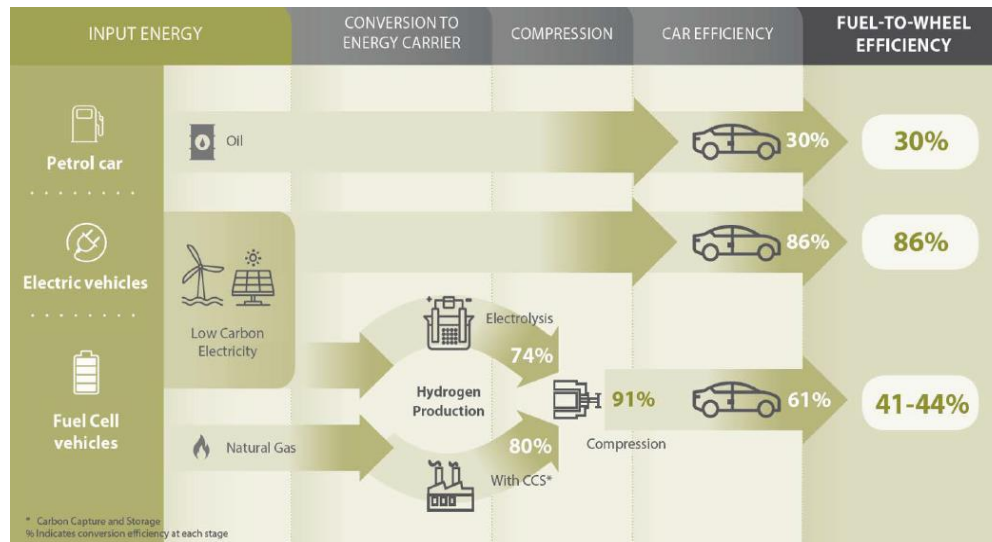 INPUT ENERGY
CONVERSION TO
ENERGY CARRIER
COMPRESSION
CAR EFFICIENCY
FUEL-TO-WHEEL
EFFICIENCY
Petrol car
Oil
30%
30%
Electric vehicles
86%
86%
Low Carbon
Electricity
Electrolysis
74%
Hydrogen
Production
Fuel Cell
vehicles
Natural Gas
80%
With CCS*
91%
Compression
61%
41-44%
* Carbon Capture and Storage
% Indicates conversion efficiency at each stage